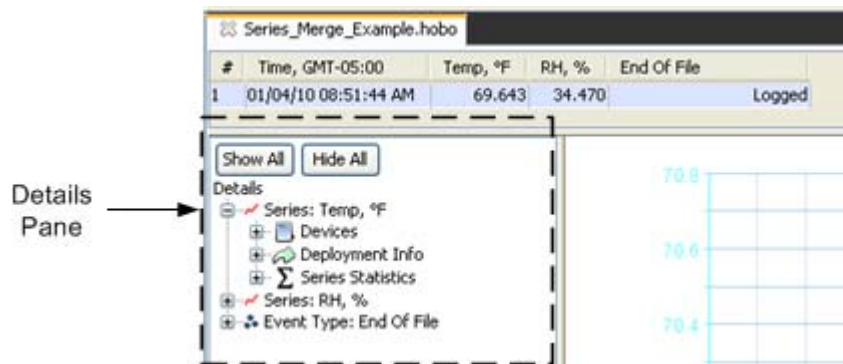 Series_Merge_Example.hobo
# Time, GMT-05:00 Temp, °F RH, % End Of File
1 01/04/10 08:51:44 AM 69.643 34.470 Logged
Show All Hide All
Details
Series: Temp, °F
Devices
Deployment Info
Σ Series Statistics
Series: RH, %
Event Type: End Of File
Details
Pane
70.8
70.6
70.4